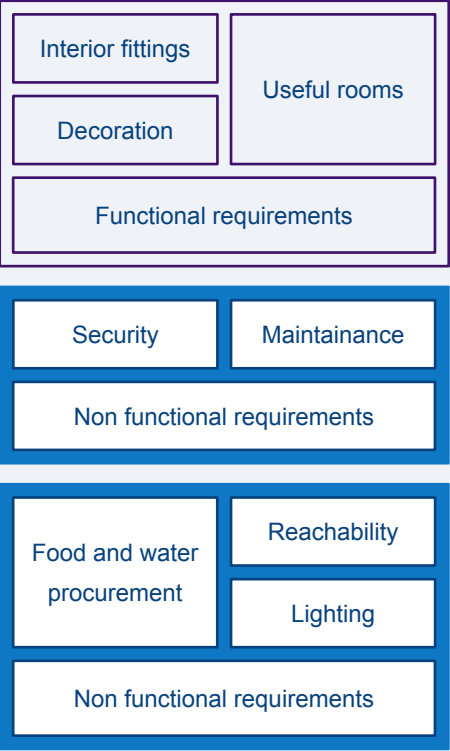 Interior fittings
Decoration
Useful rooms
Functional requirements
Security
Maintainance
Non functional requirements
Food and water
procurement
Reachability
Lighting
Non functional requirements